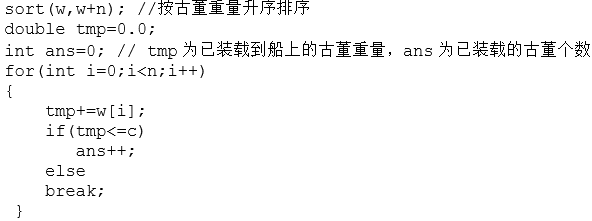 sort(w,w+n); //按古董重量升序排序
double tmp=0.0;
int ans=0; // tmp为已装载到船上的古董重量，ans为已装载的古董个数
for(int i=0;i<n;i++)
{
    tmp+=w[i];
    if(tmp<=c)
       ans++;
    else
    break;
 }